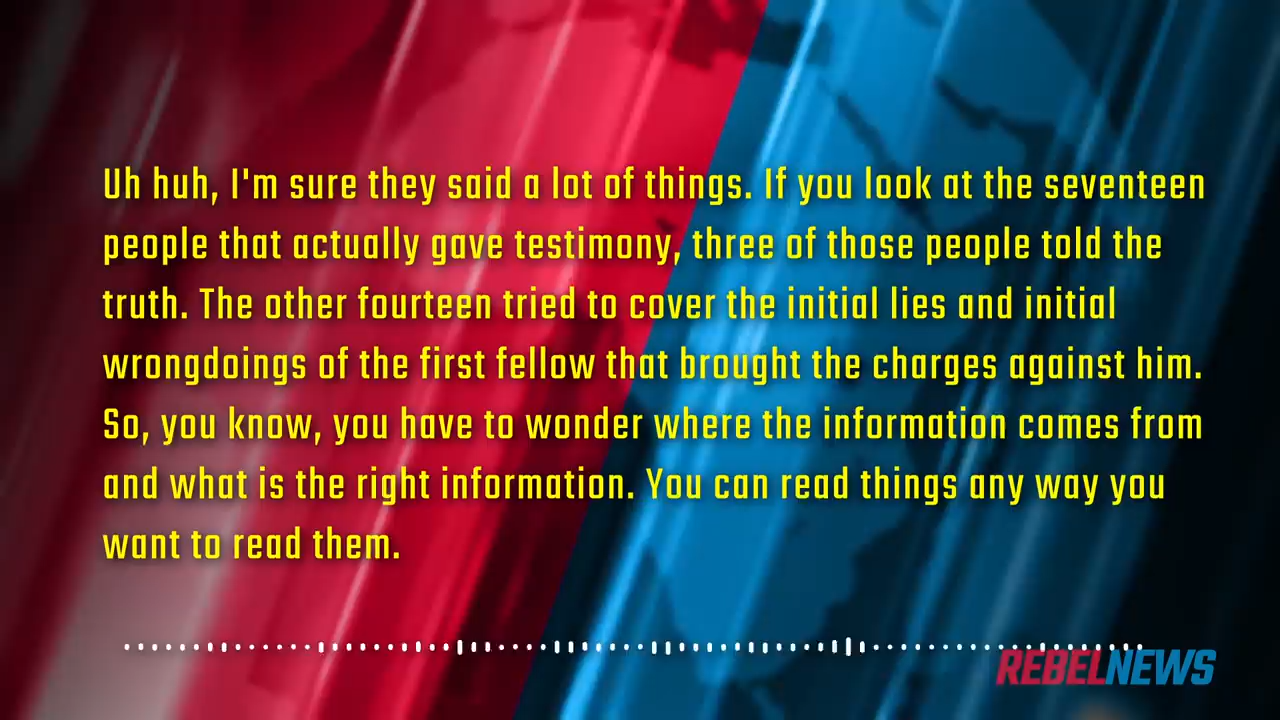 Uh huh, I'm sure they said a lot of things. If you look at the seventeen
people that actually gave testimony, three of those people told the
truth. The other fourteen tried to cover the initial lies and initial
wrongdoings of the first fellow that brought the charges against him.
So, you know, you have to wonder where the information comes from
and what is the right information. You can read things any way you
want to read them.
REBELNEWS